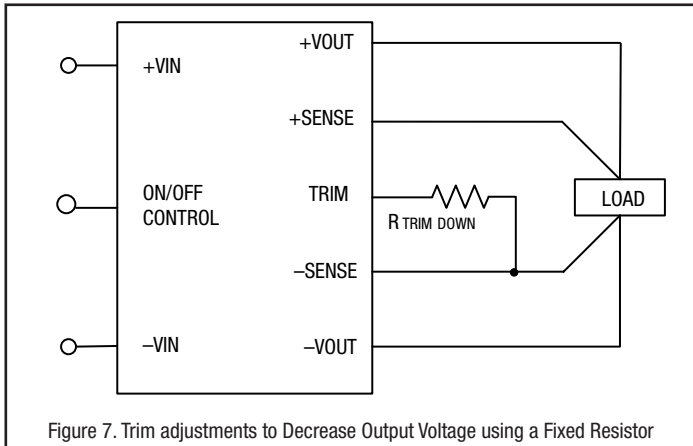 +VOUT
+VIN
+SENSE
ON/OFF
CONTROL
TRIM
R TRIM DOWN
LOAD
–SENSE
–VIN
–VOUT
Figure 7. Trim adjustments to Decrease Output Voltage using a Fixed Resistor